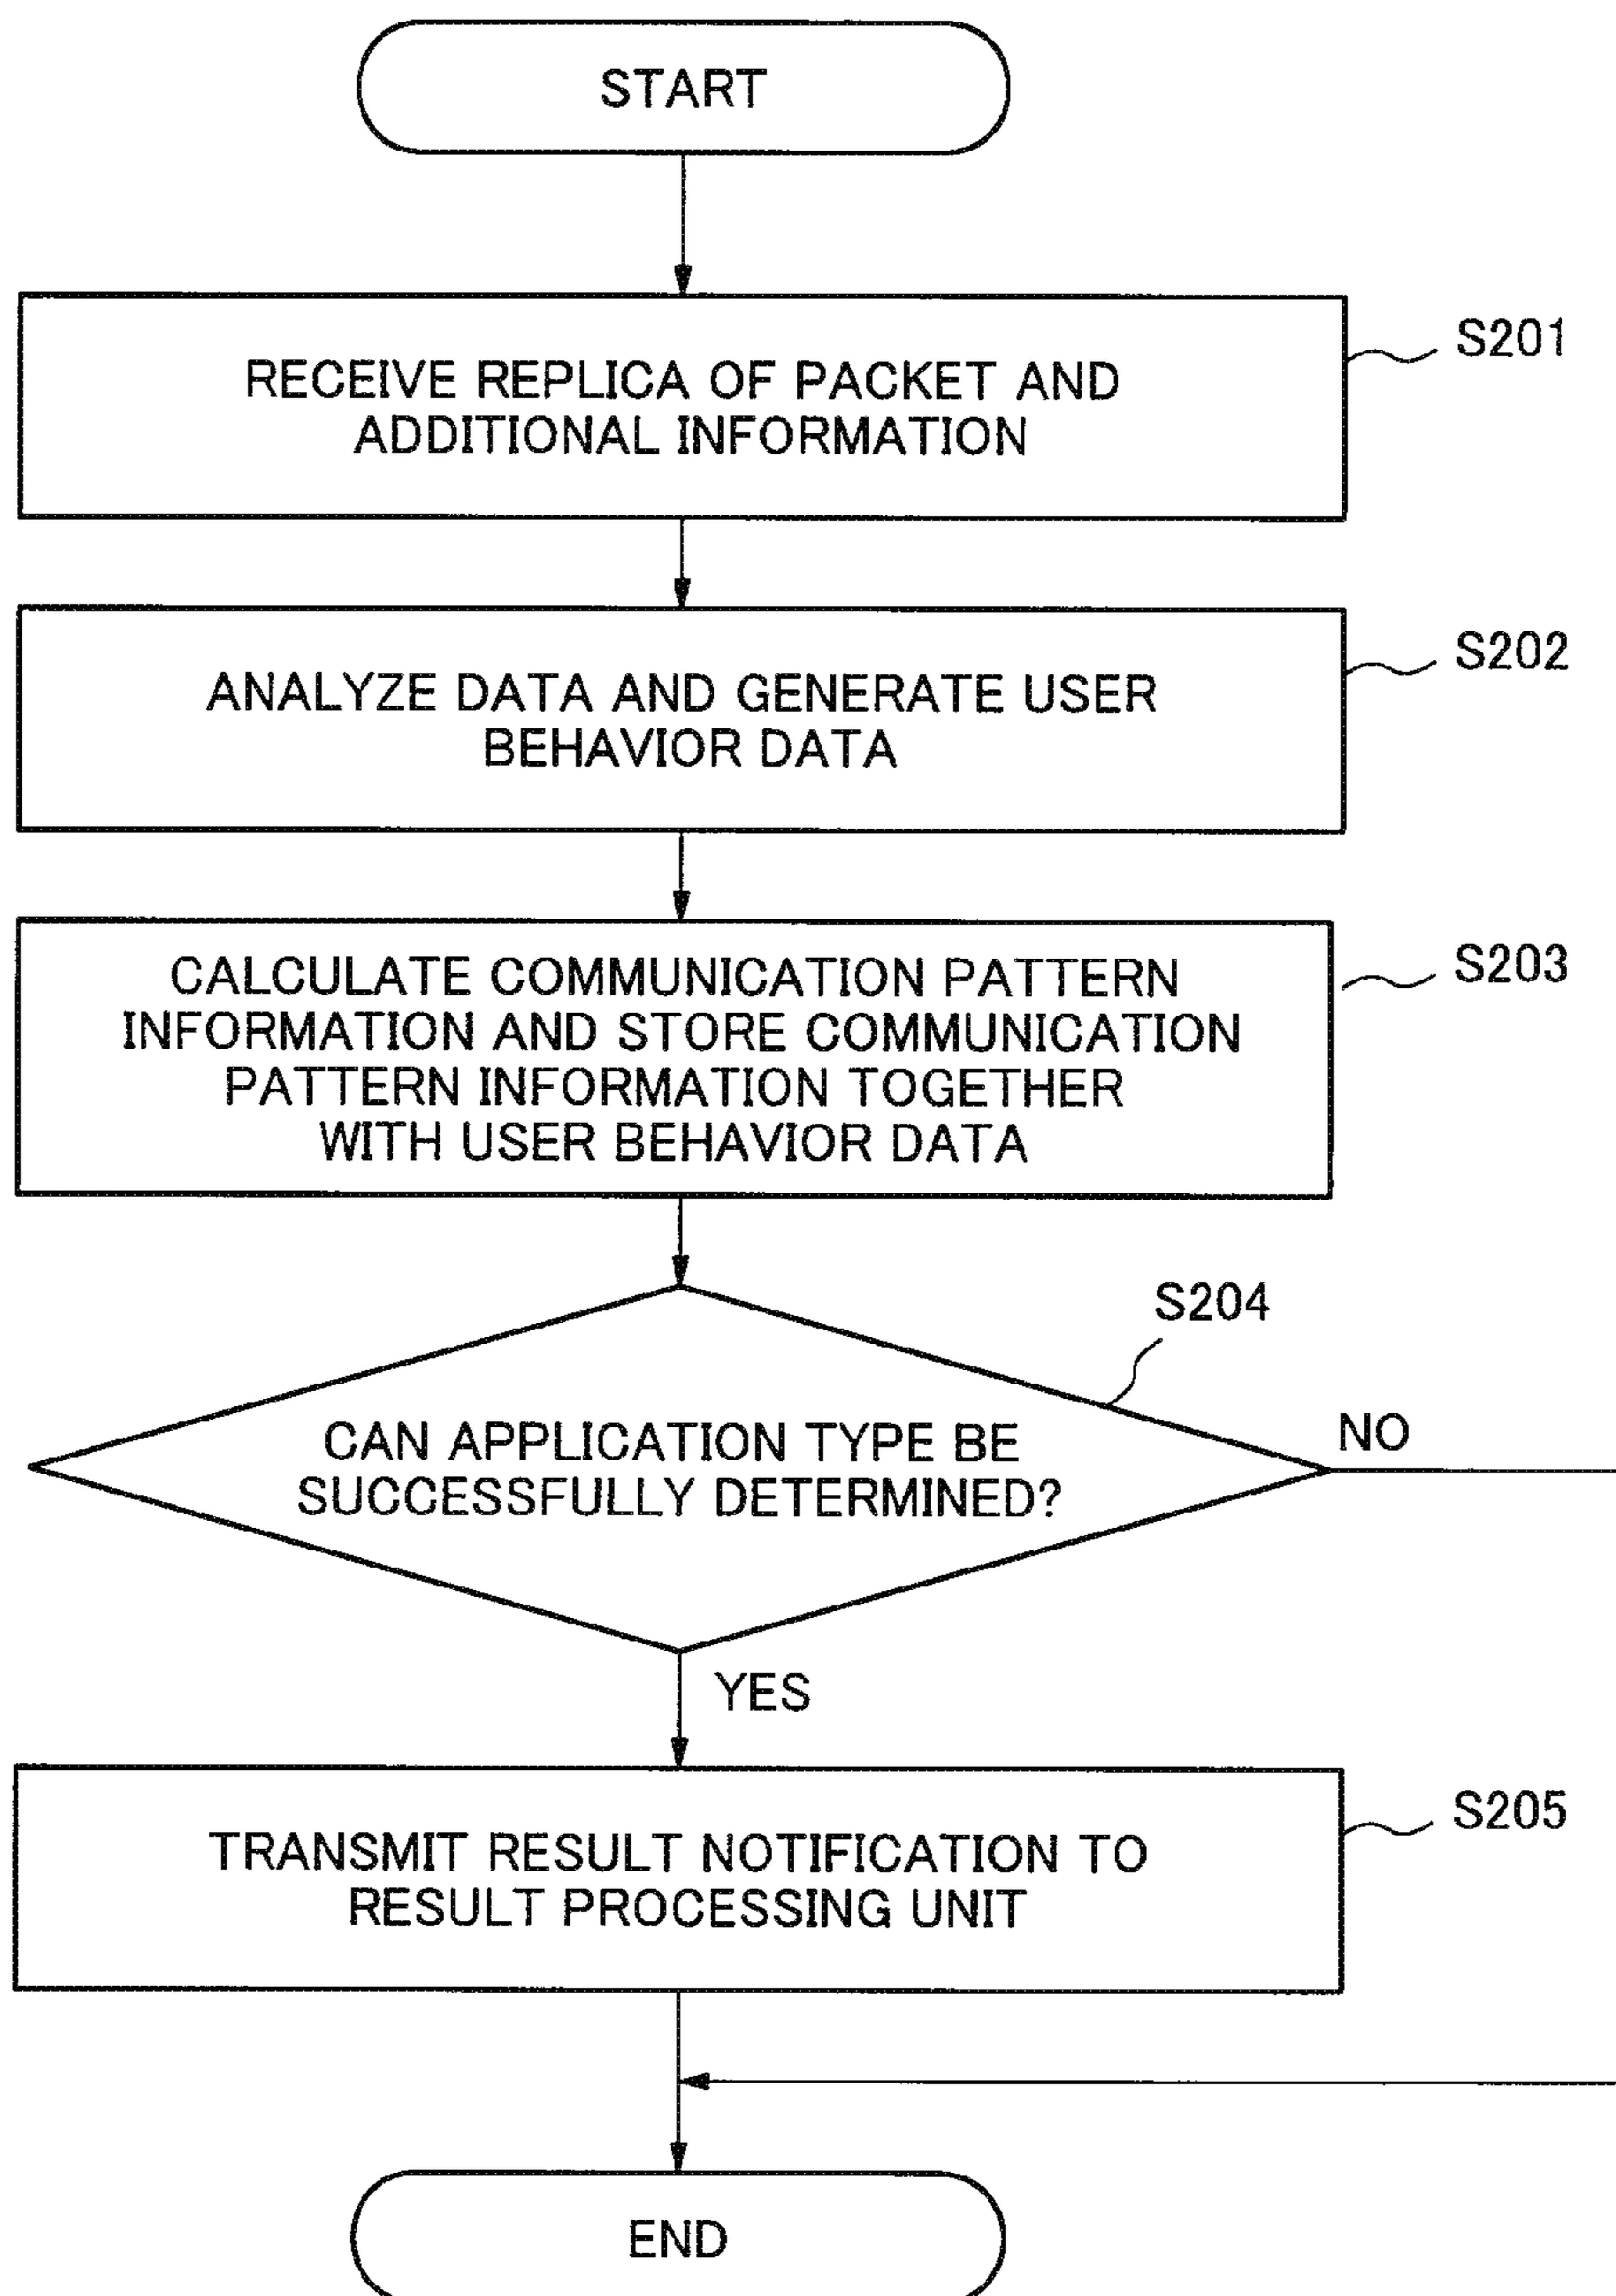 START
RECEIVE REPLICA OF PACKET AND
ADDITIONAL INFORMATION
S201
ANALYZE DATA AND GENERATE USER
BEHAVIOR DATA
S202
CALCULATE COMMUNICATION PATTERN
INFORMATION AND STORE COMMUNICATION
PATTERN INFORMATION TOGETHER
WITH USER BEHAVIOR DATA
S203
S204
CAN APPLICATION TYPE BE
SUCCESSFULLY DETERMINED?
NO
YES
TRANSMIT RESULT NOTIFICATION TO
RESULT PROCESSING UNIT
S205
END